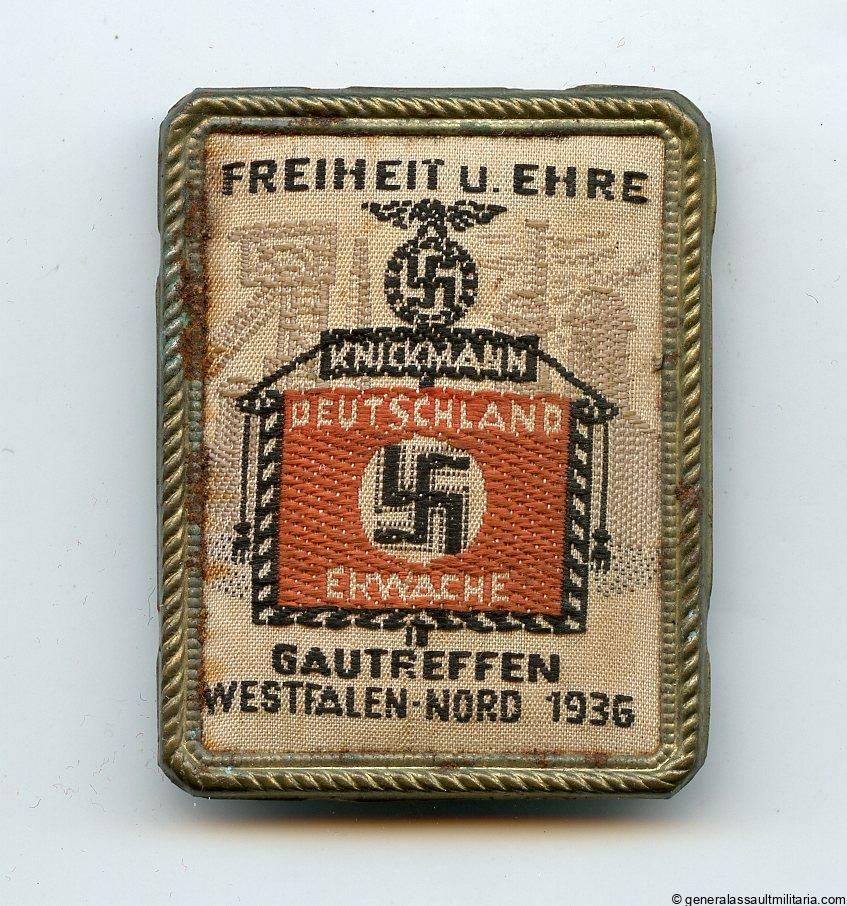 FREIHEIT U. EHRE
KNICKMANN
DEUTSCHLAND
ERWACHE
GAUTREFFEN
WESTFALEN-NORD 1936
© generalassaultmilitaria.com